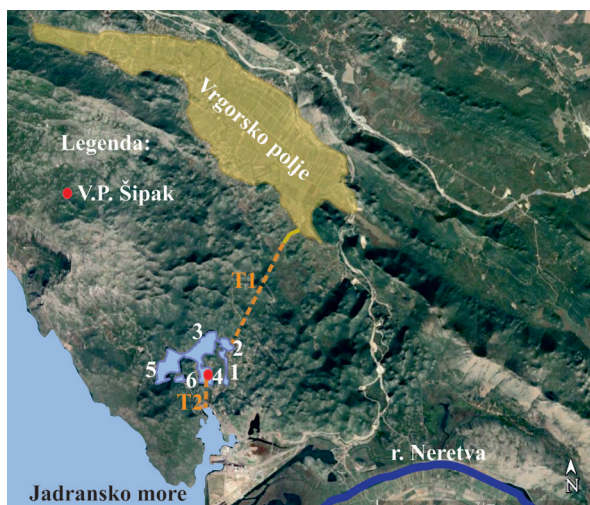 Vrgorsko polje
Legenda:
V.P. Šipak
T1
3
2
5
6
4
1
T2
r. Neretva
Jadransko more
N